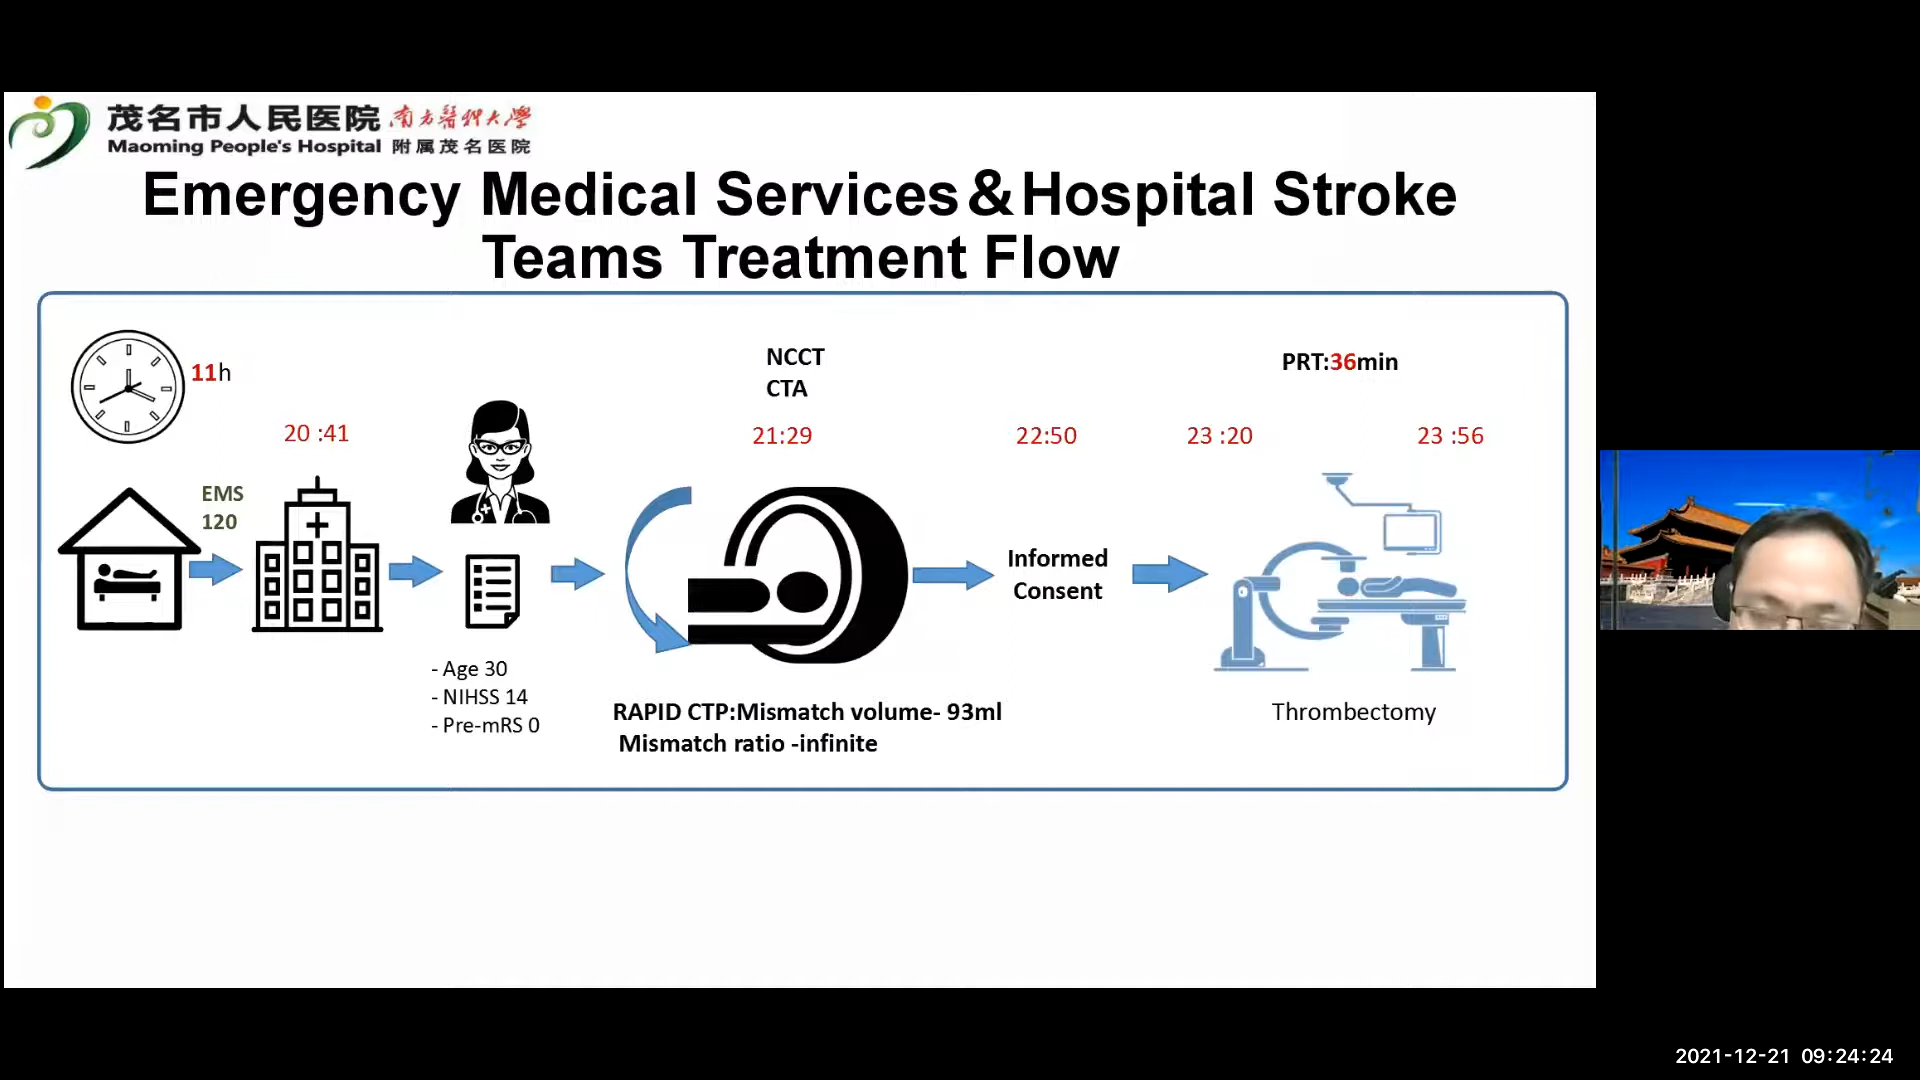 茂名市人民医院 南方醫科大學
Maoming People's Hospital 附属茂名医院
Emergency Medical Services&Hospital Stroke
Teams Treatment Flow
11h
NCCT
CTA
PRT:36min
20 :41
21:29
22:50
23 :20
23 :56
EMS
120
Informed
Consent
- Age 30
- NIHSS 14
- Pre-mRS 0
RAPID CTP:Mismatch volume- 93ml
Mismatch ratio -infinite
Thrombectomy
2021-12-21 09:24:24